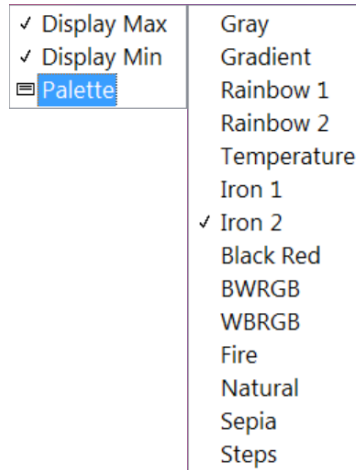 Display Max
Display Min
Palette
Gray
Gradient
Rainbow 1
Rainbow 2
Temperature
Iron 1
Iron 2
Black Red
BWRGB
WBRGB
Fire
Natural
Sepia
Steps